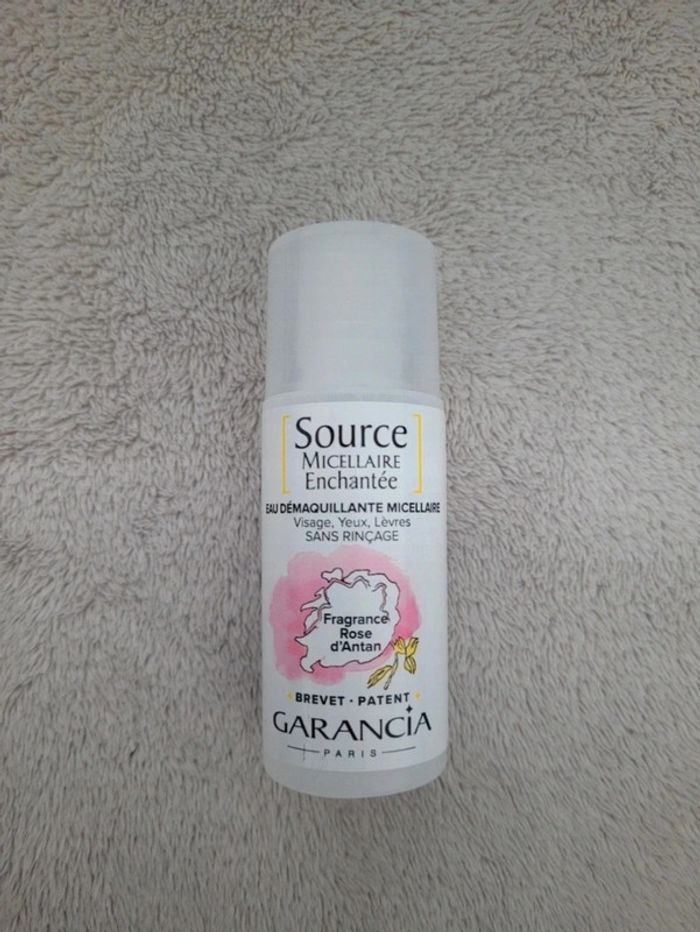 Source
MICELLAIRE
Enchantée
EAU DÉMAQUILLANTE MICELLAIRE
Visage, Yeux, Lèvres
SANS RINÇAGE
Fragrance
Rose
d'Antan
BREVET · PATENT
GARANCiA
PARIS